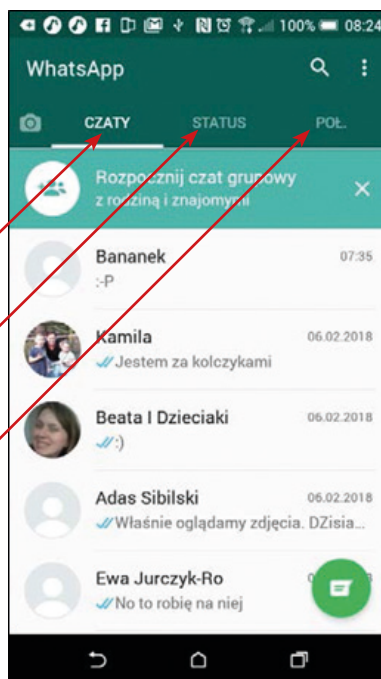 100% 08:24
WhatsApp
CZATY STATUS POŁ.
Rozpocznij czat grupowy
z rodziną i znajomymi
Bananek 07:35
:-P
Kamila 06.02.2018
Jestem za kolczykami
Beata I Dzieciaki 06.02.2018
:)
Adas Sibilski 06.02.2018
Właśnie oglądamy zdjęcia. DZisia...
Ewa Jurczyk-Ro
No to robię na niej